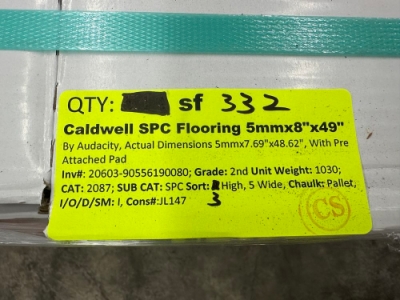 QTY: sf 332
Caldwell SPC Flooring 5mmx8"x49"
By Audacity, Actual Dimensions 5mmx7.69"x48.62", With Pre
Attached Pad
Inv#: 20603-90556190080; Grade: 2nd Unit Weight: 1030;
CAT: 2087; SUB CAT: SPC Sort: 3 High, 5 Wide, Chaulk: Pallet,
I/O/D/SM: I, Cons#:JL147
CS